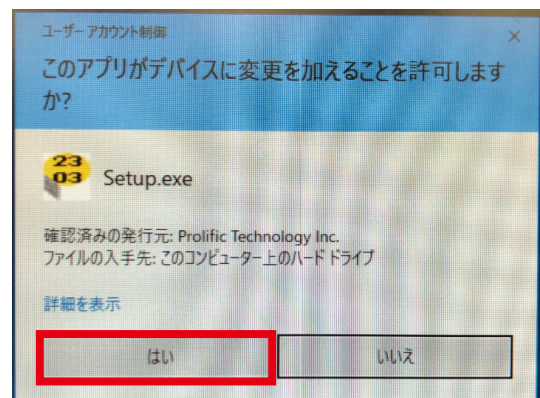 ユーザー アカウント制御
このアプリがデバイスに変更を加えることを許可します
か?
23
03
Setup.exe
確認済みの発行元: Prolific Technology Inc.
ファイルの入手先: このコンピューター上のハード ドライブ
詳細を表示
はい
いいえ